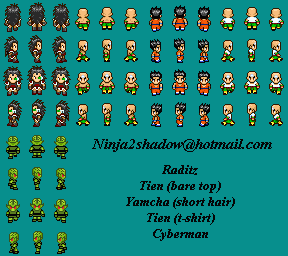 Ninja2shadow@hotmail.com
Raditz
Tien (bare top)
Yamcha (short hair)
Tien (t-shirt)
Cyberman